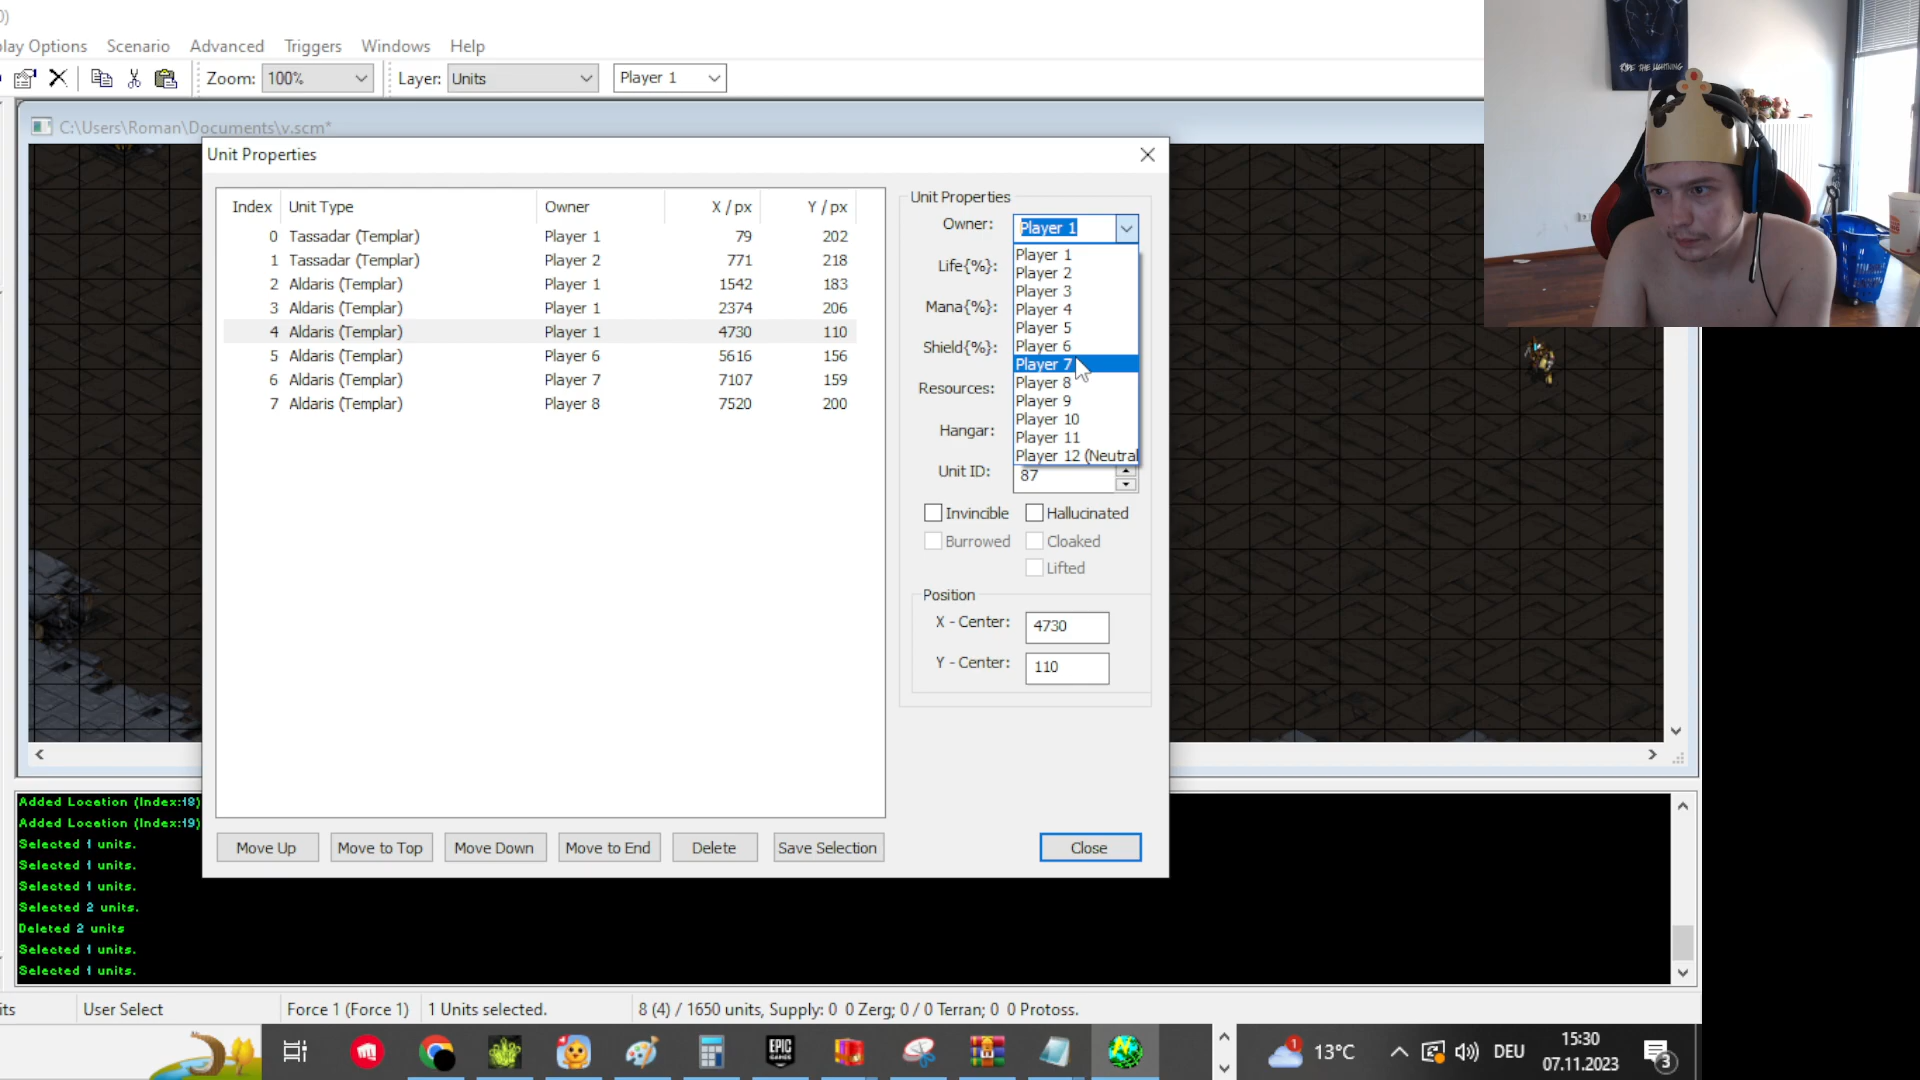 0)
lay Options Scenario Advanced Triggers Windows Help
Zoom: 100% Layer: Units Player 1
C:\Users\Roman\Documents\v.scm*
Unit Properties
Index Unit Type Owner X / px Y / px
0 Tassadar (Templar) Player 1 79 202
1 Tassadar (Templar) Player 2 771 218
2 Aldaris (Templar) Player 1 1542 183
3 Aldaris (Templar) Player 1 2374 206
4 Aldaris (Templar) Player 1 4730 110
5 Aldaris (Templar) Player 6 5616 156
6 Aldaris (Templar) Player 7 7107 159
7 Aldaris (Templar) Player 8 7520 200
Unit Properties
Owner: Player 1
Player 1
Player 2
Player 3
Player 4
Player 5
Player 6
Player 7
Player 8
Player 9
Player 10
Player 11
Player 12 (Neutral
Life{%}:
Mana{%}:
Shield{%}:
Resources:
Hangar:
Unit ID: 87
Invincible Hallucinated
Burrowed Cloaked
Lifted
Position
X - Center: 4730
Y - Center: 110
Move Up Move to Top Move Down Move to End Delete Save Selection Close
Added Location (Index:18)
Added Location (Index:19)
Selected 1 units.
Selected 1 units.
Selected 1 units.
Selected 2 units.
Deleted 2 units
Selected 1 units.
Selected 1 units.
its User Select Force 1 (Force 1) 1 Units selected. 8 (4) / 1650 units, Supply: 0 0 Zerg; 0 / 0 Terran; 0 0 Protoss.
EPIC GAMES
1 13°C DEU 15:30
07.11.2023 3
RIDE THE LIGHTNING